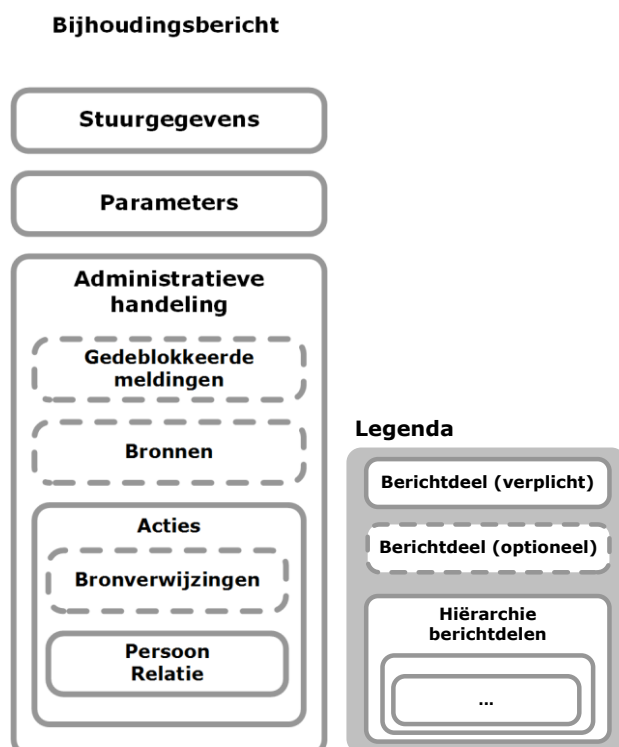 Bijhoudingsbericht
Stuurgegevens
Parameters
Administratieve
handeling
Gedeblokkeerde
meldingen
Bronnen
Acties
Bronverwijzingen
Persoon
Relatie
Legenda
Berichtdeel (verplicht)
Berichtdeel (optioneel)
Hiërarchie
berichtdelen
...